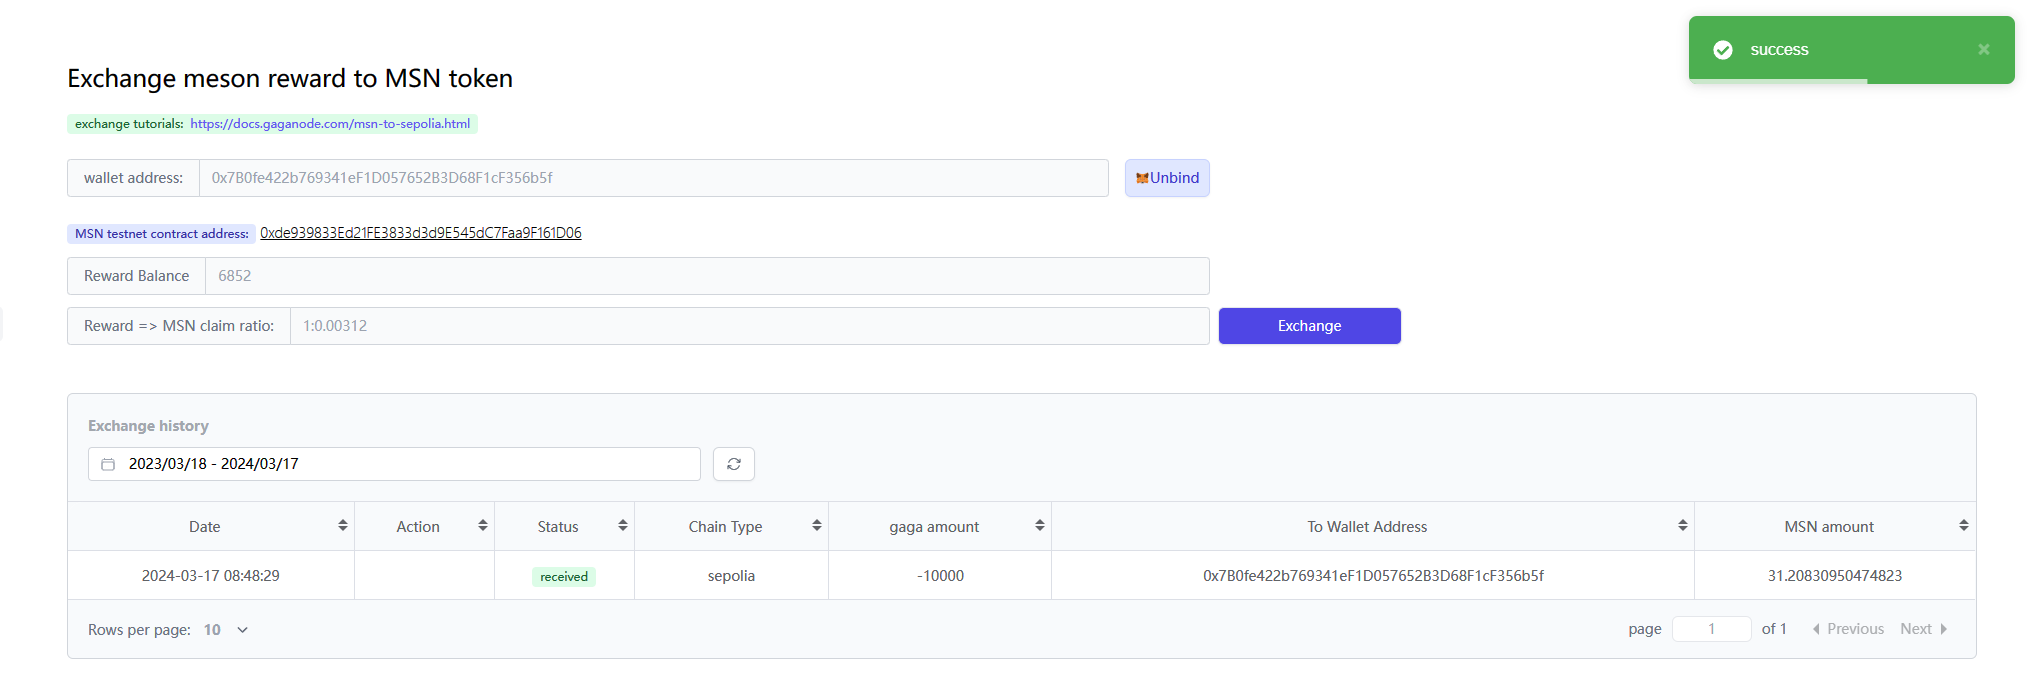 success
Exchange meson reward to MSN token
exchange tutorials: https://docs.gaganode.com/msn-to-sepolia.html
wallet address: 0x7B0fe422b769341eF1D057652B3D68F1cF356b5f Unbind
MSN testnet contract address: 0xde939833Ed21FE3833d3d9E545dC7Faa9F161D06
Reward Balance 6852
Reward => MSN claim ratio: 1:0.00312 Exchange
Exchange history
2023/03/18 - 2024/03/17
Date Action Status Chain Type gaga amount To Wallet Address MSN amount
2024-03-17 08:48:29 received sepolia -10000 0x7B0fe422b769341eF1D057652B3D68F1cF356b5f 31.20830950474823
Rows per page: 10 page 1 of 1 Previous Next